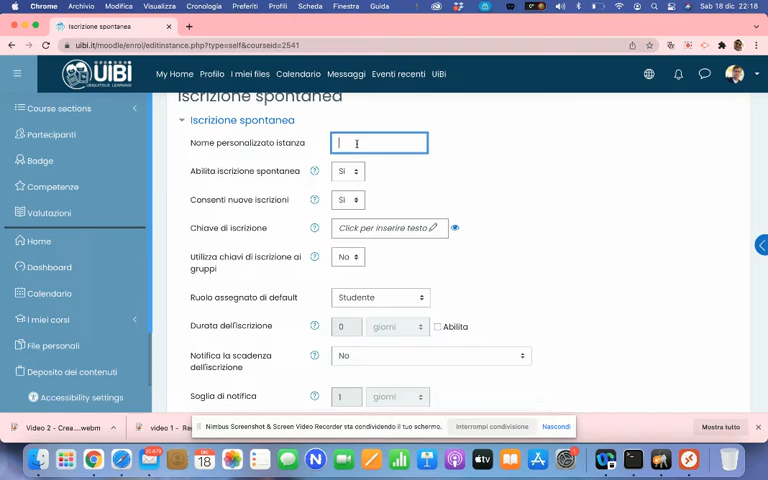 Chrome Archivio Modifica Visualizza Cronologia Preferiti Profili Scheda Finestra Guida Sab 18 dic 22:18
Iscrizione spontanea
uibi.it/moodle/enrol/editinstance.php?type=self&courseid=2541
UIBI My Home Profilo I miei files Calendario Messaggi Eventi recenti UiBi
UBIQUITOUS LEARNING
Iscrizione spontanea
Course sections
Partecipanti
Badge
Competenze
Valutazioni
Home
Dashboard
Calendario
I miei corsi
File personali
Deposito dei contenuti
Accessibility settings
Iscrizione spontanea
Nome personalizzato istanza
Abilita iscrizione spontanea Sì
Consenti nuove iscrizioni Sì
Chiave di iscrizione Click per inserire testo
Utilizza chiavi di iscrizione ai
gruppi
No
Ruolo assegnato di default Studente
Durata dell'iscrizione 0 giorni Abilita
Notifica la scadenza
dell'iscrizione
No
Soglia di notifica 1 giorni
Video 2 - Crea....webm
video 1 - Re
Nimbus Screenshot & Screen Video Recorder sta condividendo il tuo schermo. Interrompi condivisione Nascondi
Mostra tutto